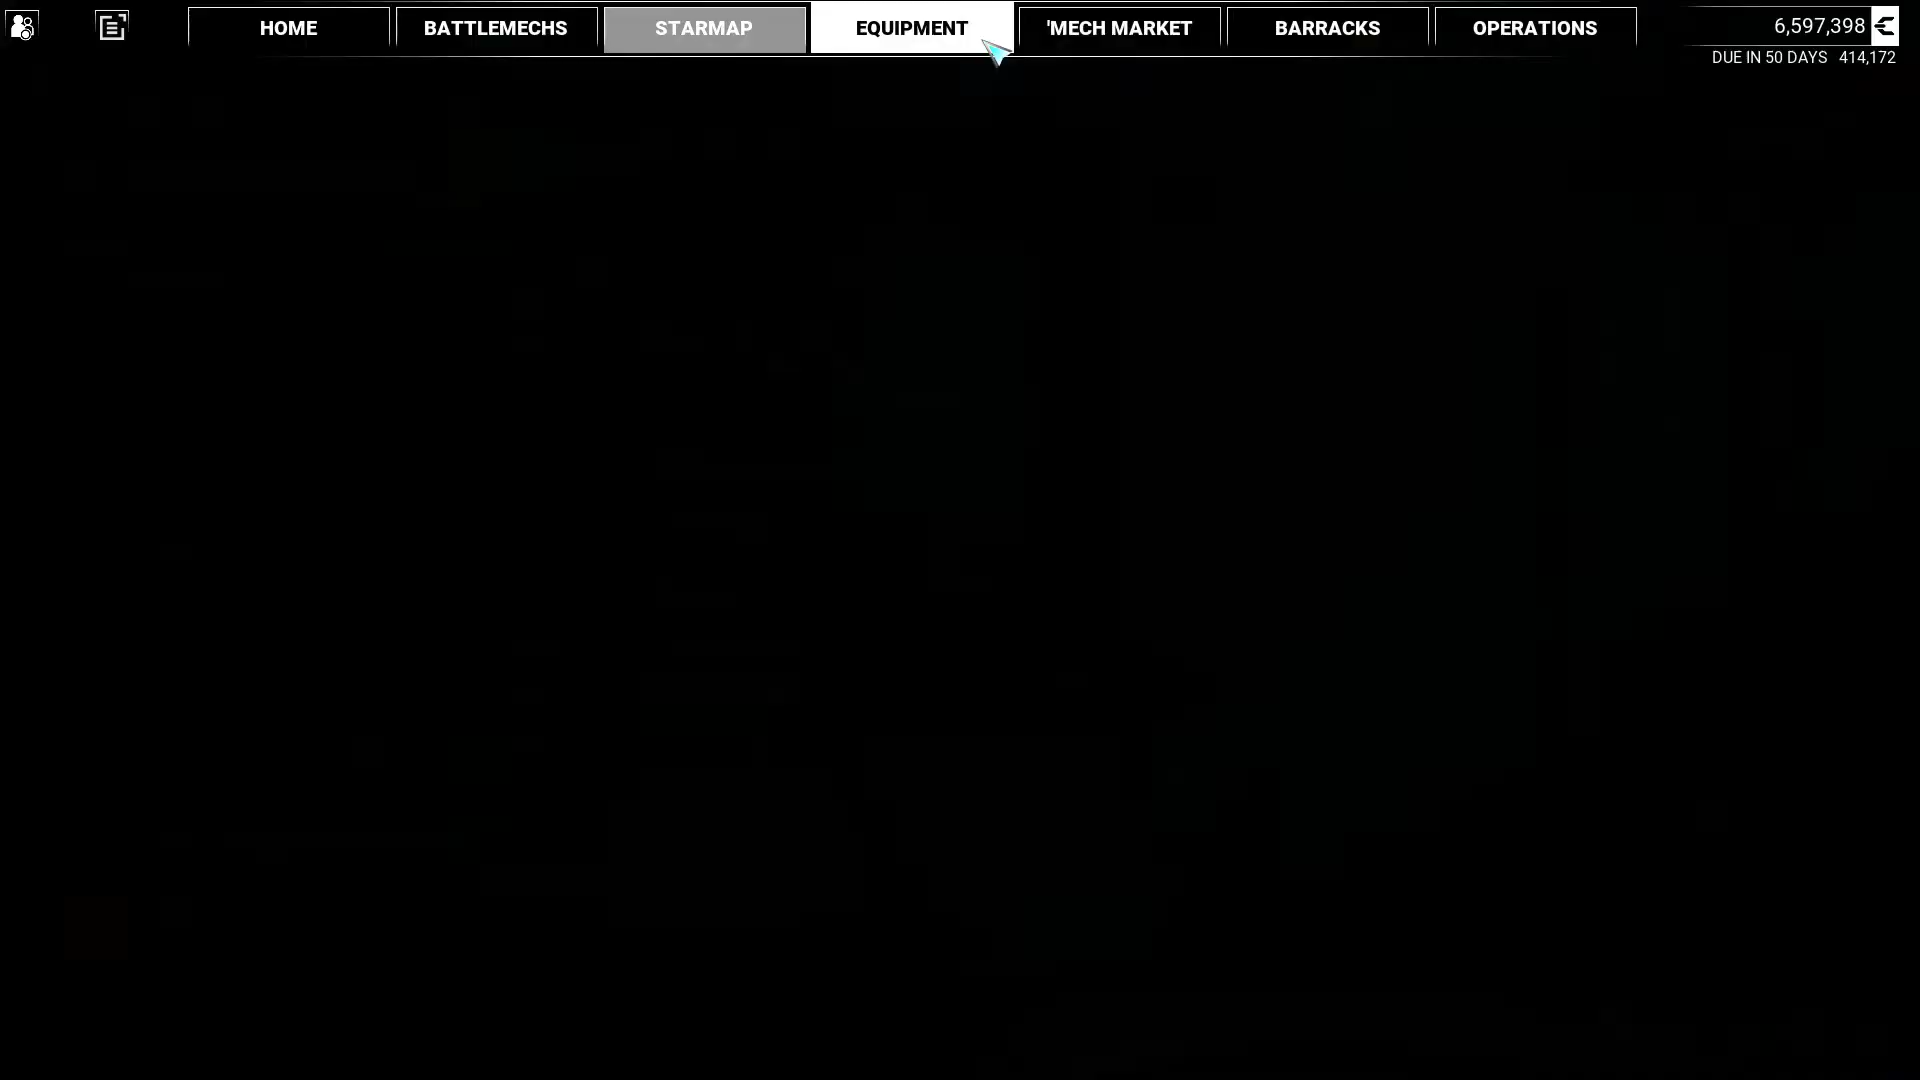 HOME
BATTLEMECHS
STARMAP
EQUIPMENT
'MECH MARKET
BARRACKS
OPERATIONS
6,597,398
DUE IN 50 DAYS 414,172